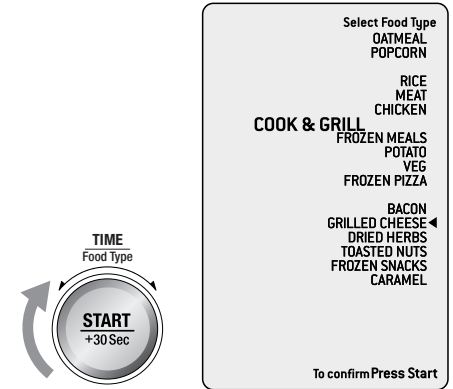 Select Food Type
OATMEAL
POPCORN
RICE
MEAT
CHICKEN
COOK & GRILL
FROZEN MEALS
POTATO
VEG
FROZEN PIZZA
BACON
GRILLED CHEESE
DRIED HERBS
TOASTED NUTS
FROZEN SNACKS
CARAMEL
To confirm Press Start
TIME
Food Type
START
+30 Sec